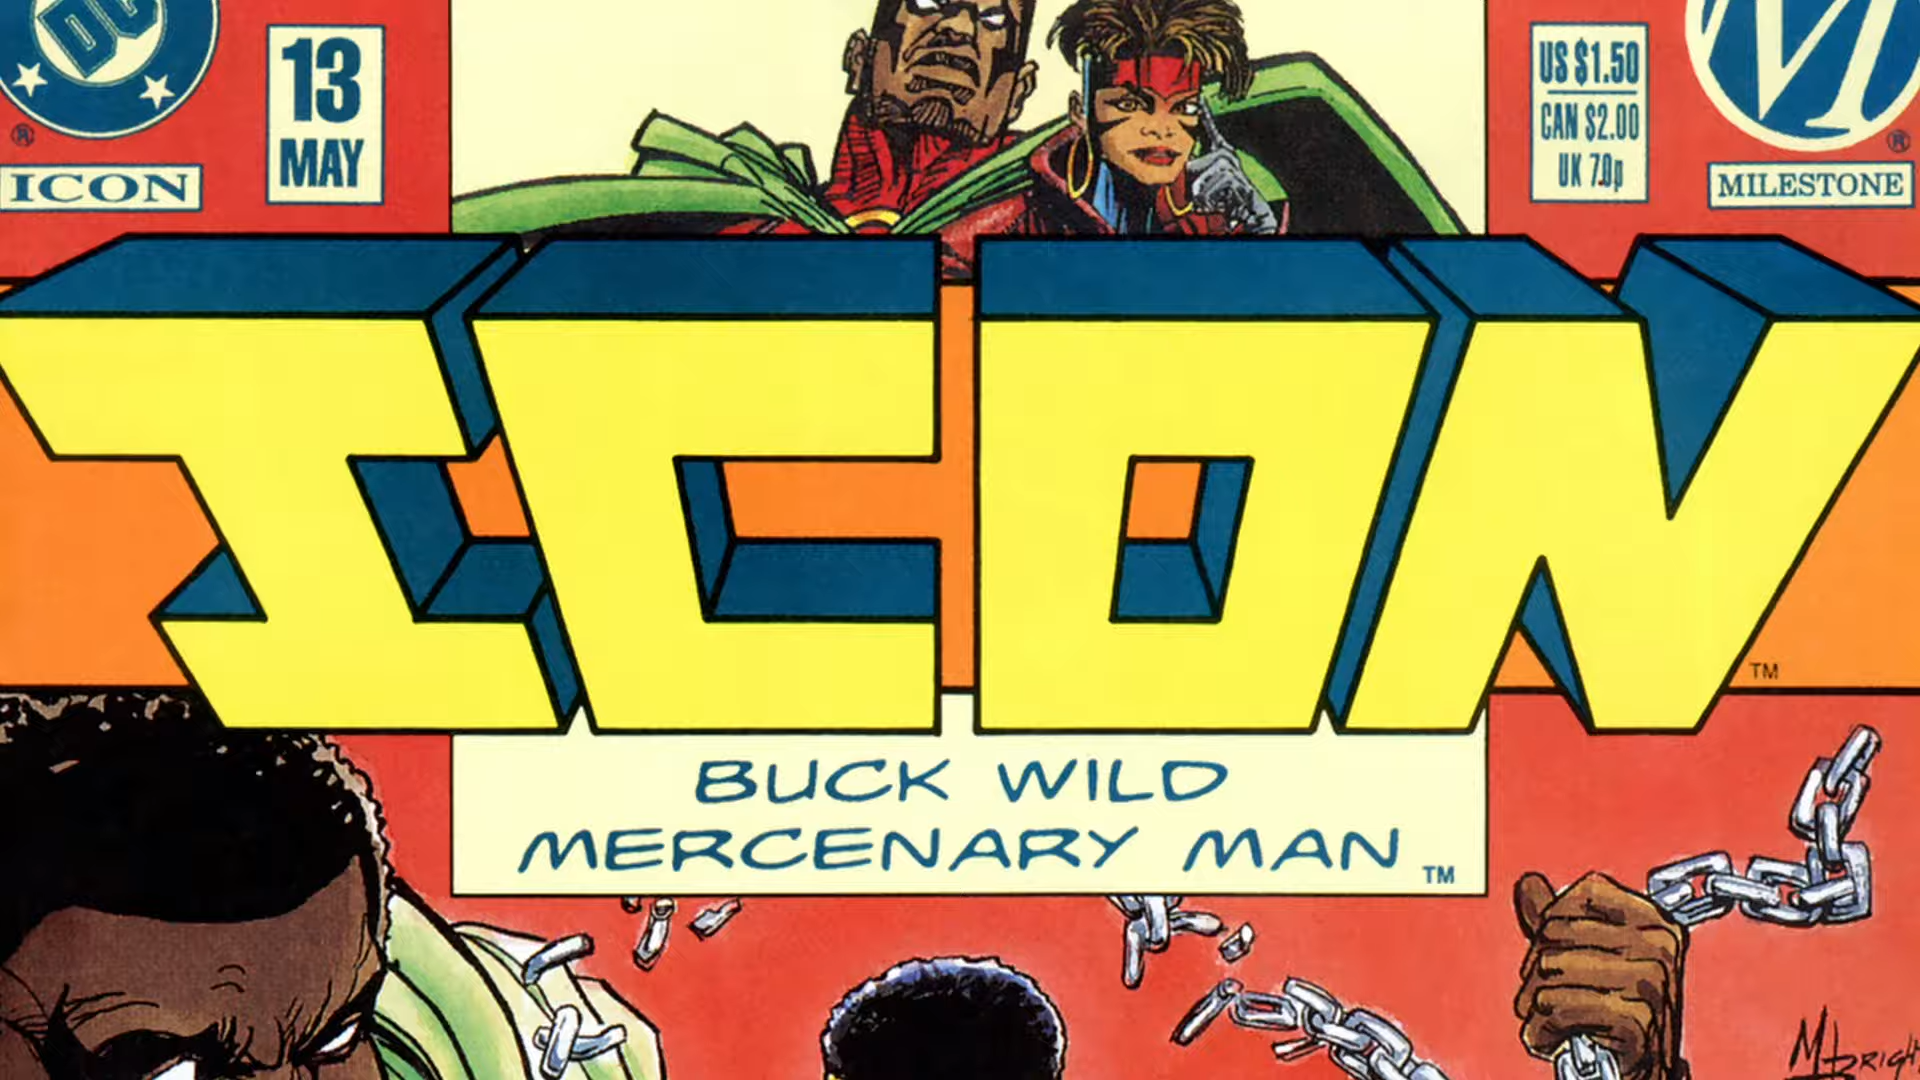 DC
®
ICON
13
MAY
US $1.50
CAN $2.00
UK 70p
M
®
MILESTONE
ICON
TM
BUCK WILD
MERCENARY MAN
TM
M.D.BRIGHT